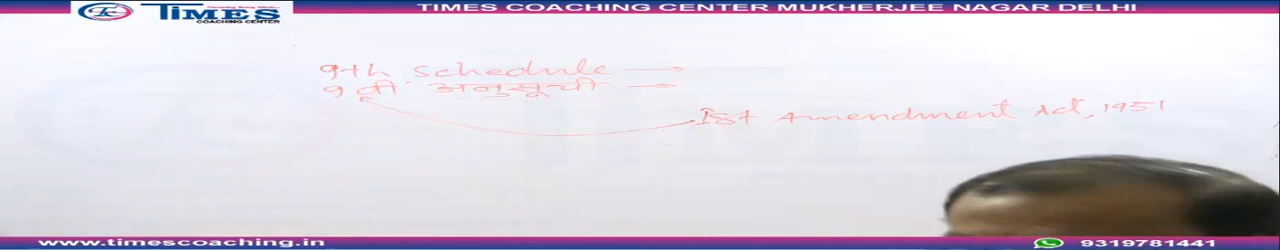 TIMES COACHING CENTER
TIMES COACHING CENTER MUKHERJEE NAGAR DELHI
9th schedule →
9 वी अनुसूची →
Ist Amendment Act, 1951
www.timescoaching.in
9319781441